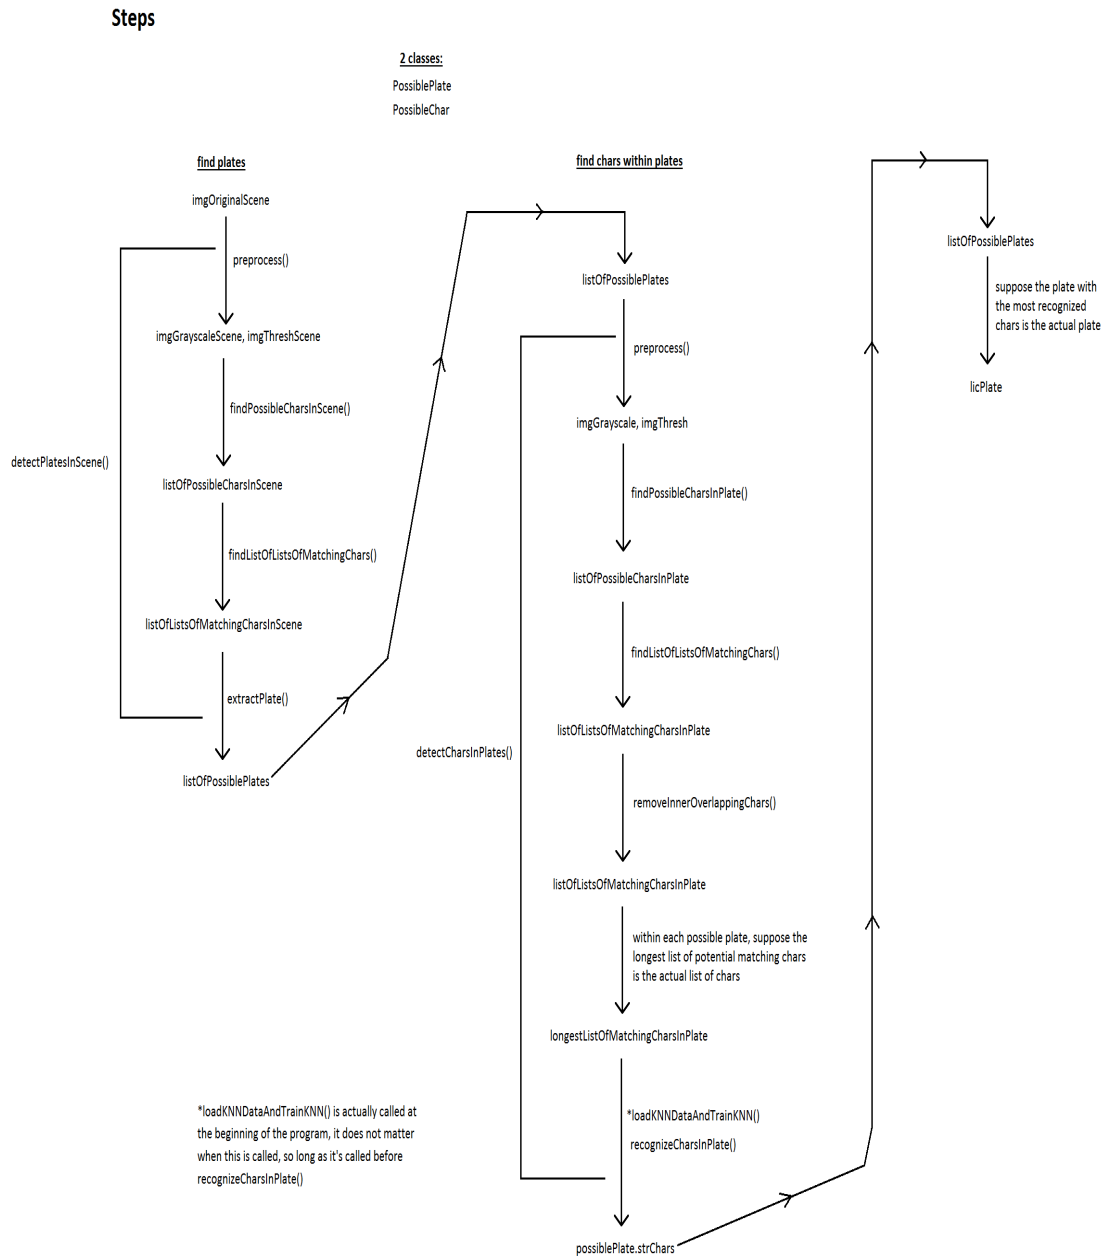 Steps
2 classes:
PossiblePlate
PossibleChar
find plates
imgOriginalScene
preprocess()
imgGrayscaleScene, imgThreshScene
findPossibleCharsInScene()
detectPlatesInScene()
listOfPossibleCharsInScene
findListOfListsOfMatchingChars()
listOfListsOfMatchingCharsInScene
extractPlate()
listOfPossiblePlates
find chars within plates
listOfPossiblePlates
preprocess()
imgGrayscale, imgThresh
findPossibleCharsInPlate()
listOfPossibleCharsInPlate
findListOfListsOfMatchingChars()
listOfListsOfMatchingCharsInPlate
detectCharsInPlates()
removeInnerOverlappingChars()
listOfListsOfMatchingCharsInPlate
within each possible plate, suppose the
longest list of potential matching chars
is the actual list of chars
longestListOfMatchingCharsInPlate
*loadKNNDataAndTrainKNN()
recognizeCharsInPlate()
possiblePlate.strChars
*loadKNNDataAndTrainKNN() is actually called at
the beginning of the program, it does not matter
when this is called, so long as it's called before
recognizeCharsInPlate()
listOfPossiblePlates
suppose the plate with
the most recognized
chars is the actual plate
licPlate